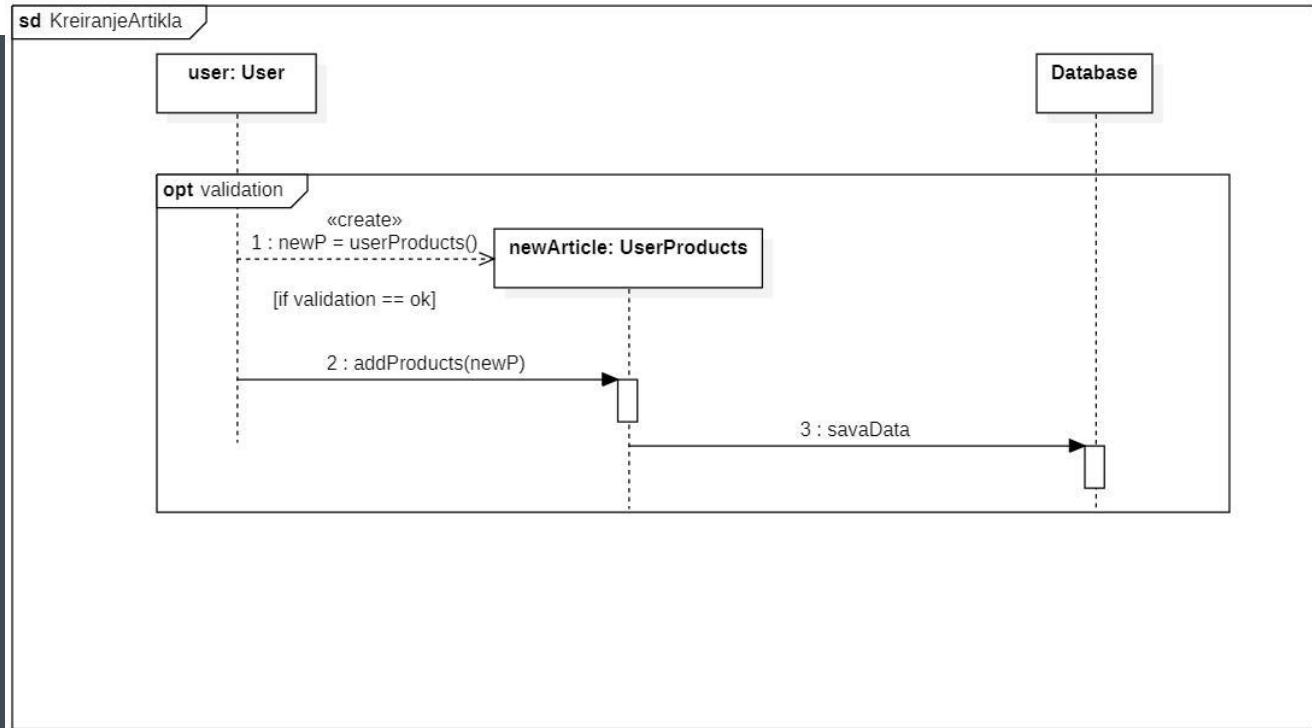 sd KreiranjeArtikla
user: User
Database
opt validation
«create»
1 : newP = userProducts()
newArticle: UserProducts
[if validation == ok]
2 : addProducts(newP)
3 : savaData